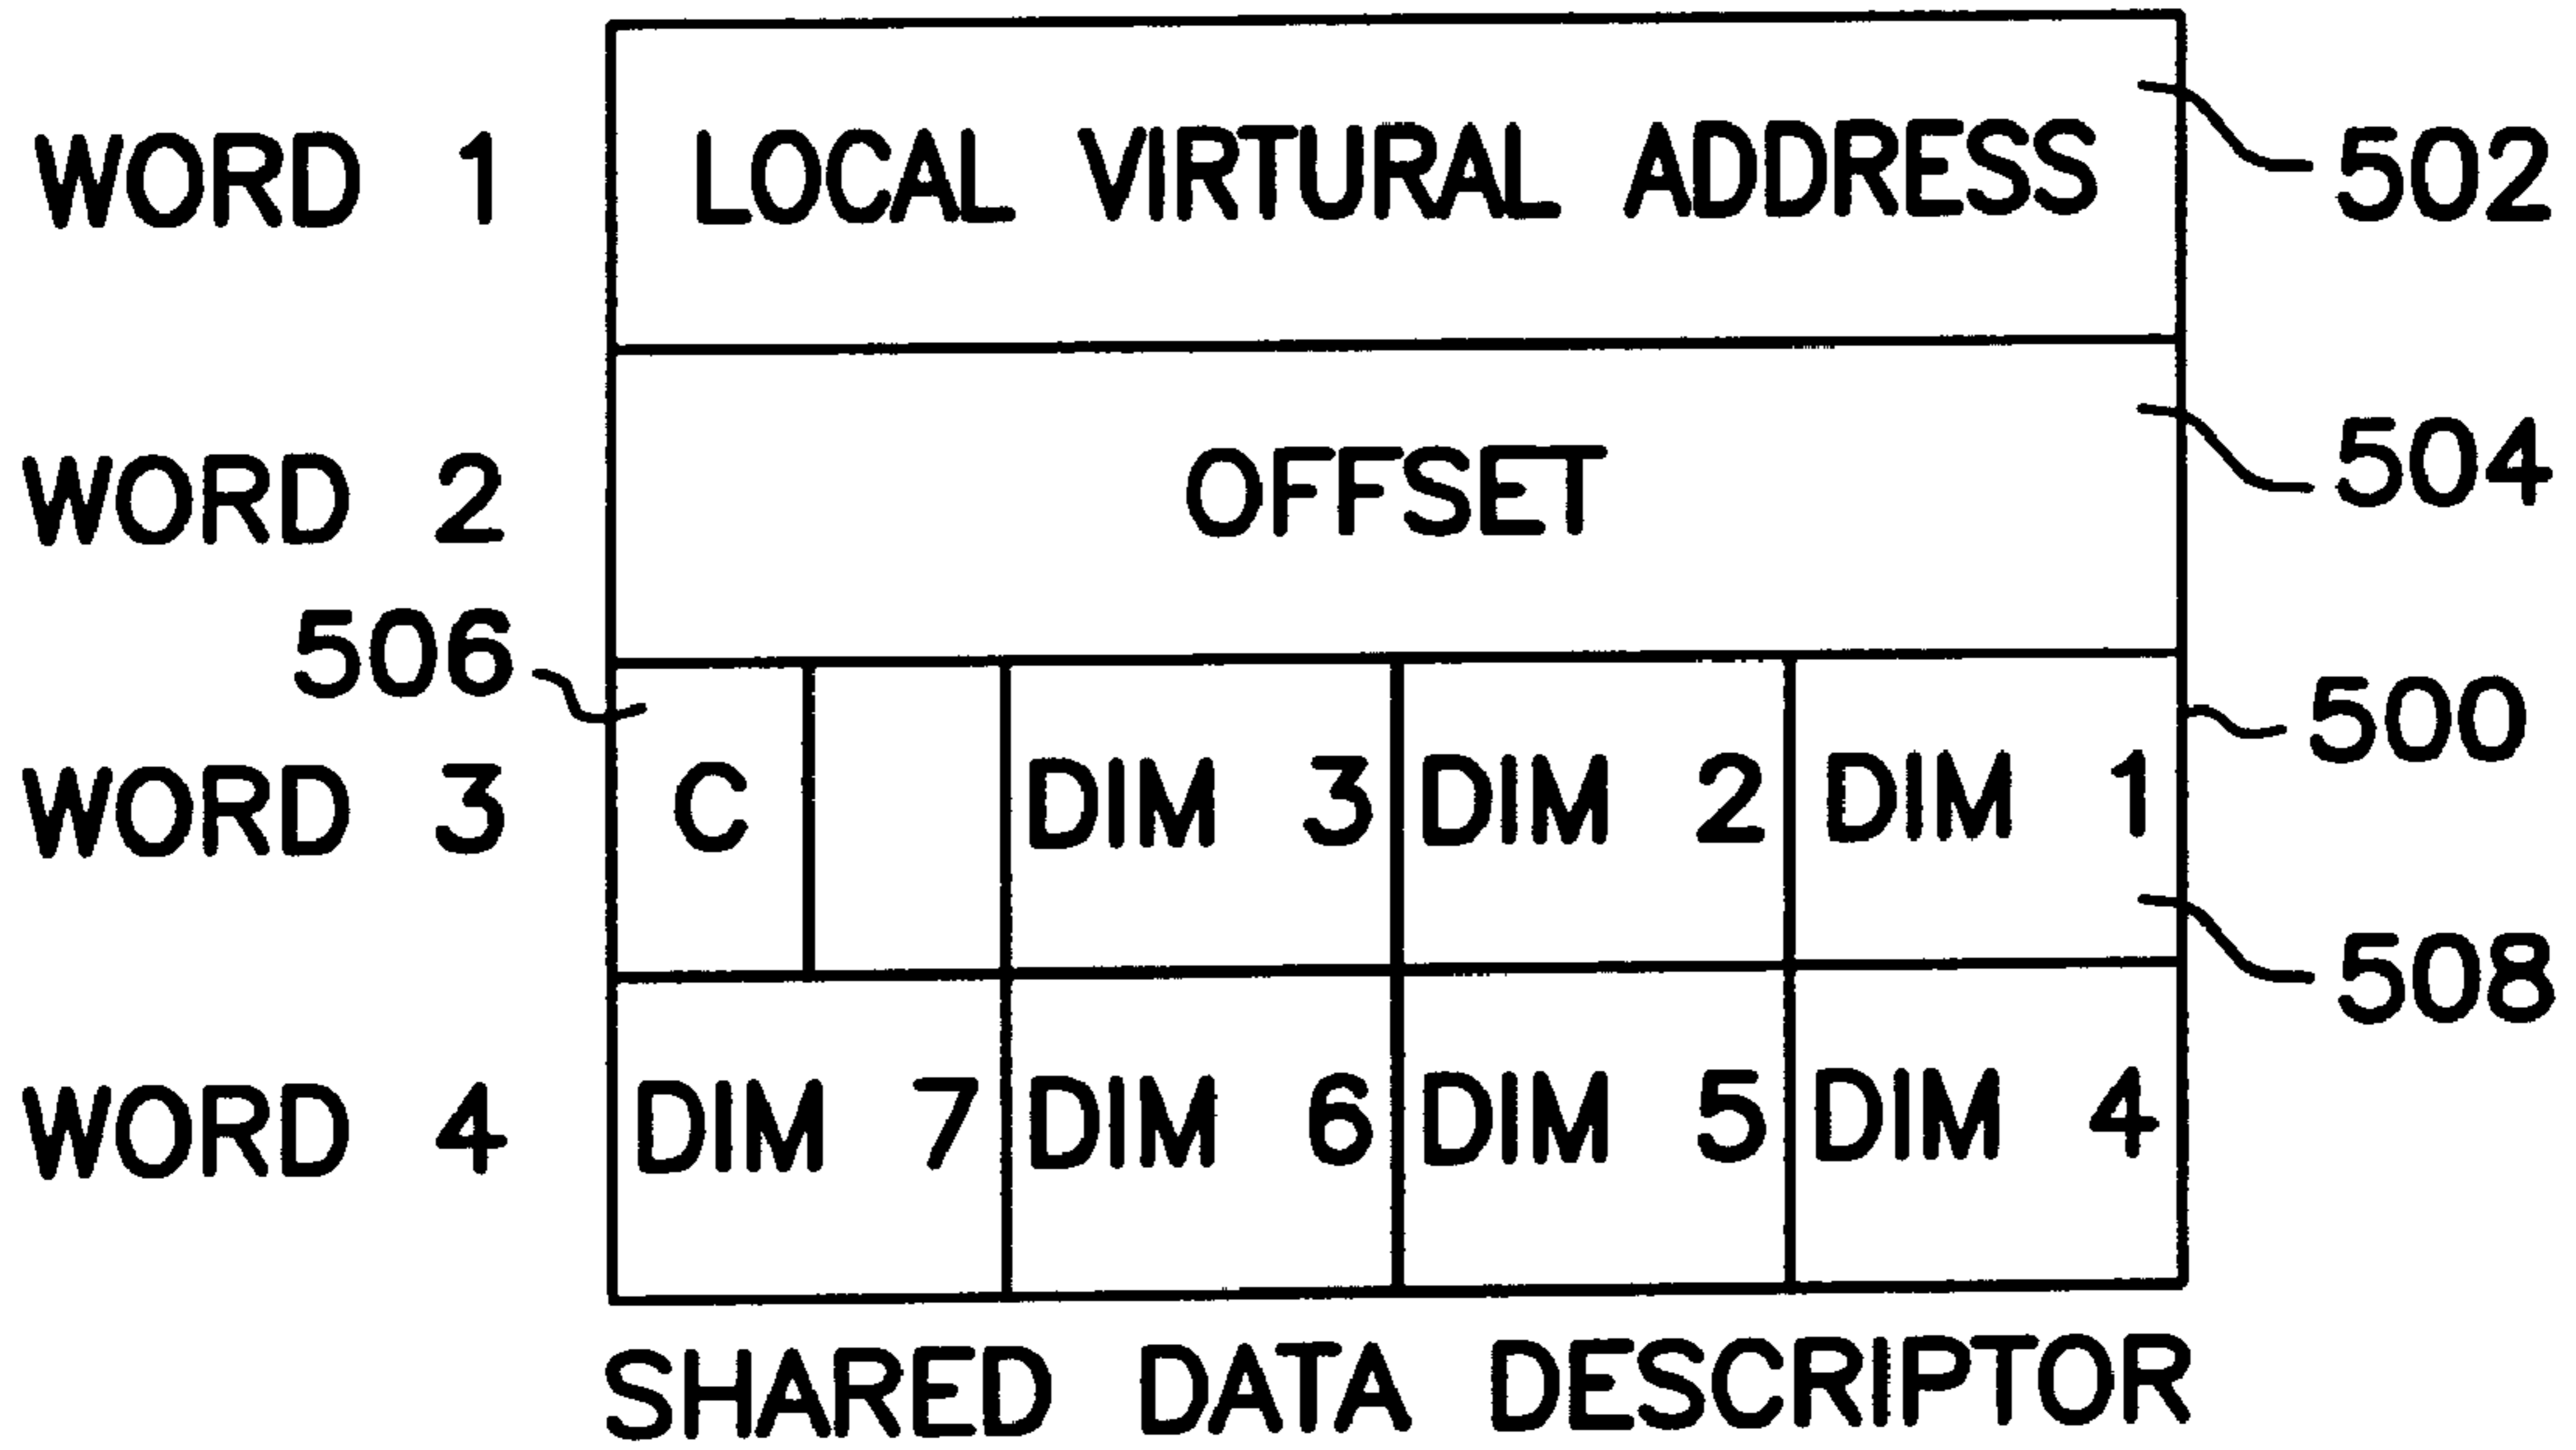 WORD 1 LOCAL VIRTURAL ADDRESS 502
WORD 2 OFFSET 504
506
500
WORD 3 C DIM 3 DIM 2 DIM 1
508
WORD 4 DIM 7 DIM 6 DIM 5 DIM 4
SHARED DATA DESCRIPTOR